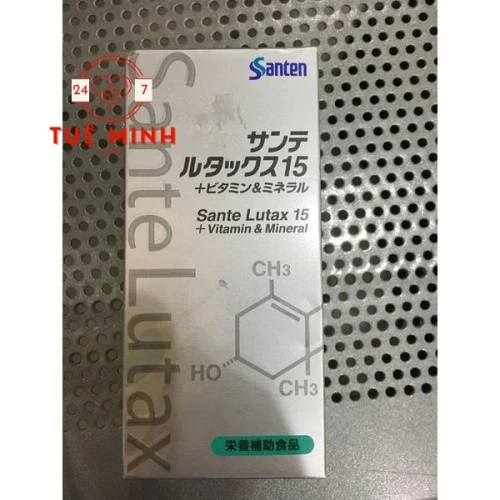 Santen
24 7
TUỆ MINH
サンテ
ルタックス15
+ビタミン&ミネラル
Sante Lutax 15
+ Vitamin & Mineral
Sante Lutax
CH3
HO
CH3
栄養補助食品